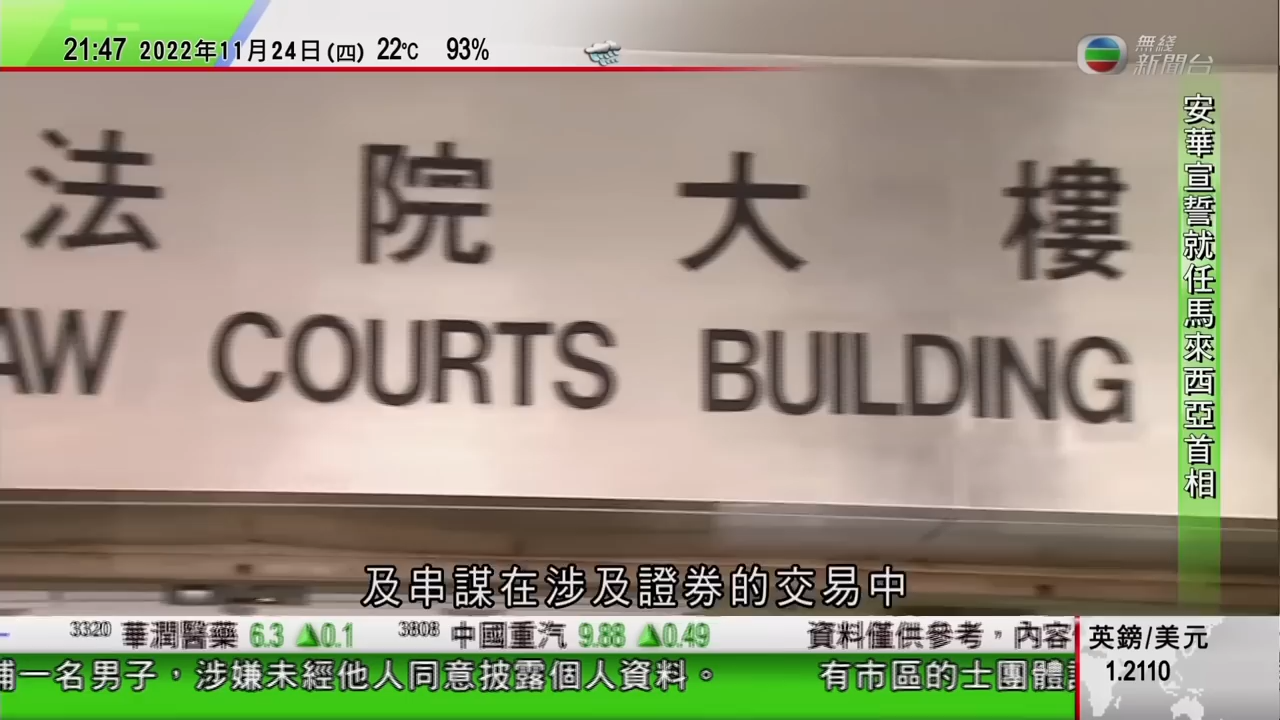 21:47 2022年11月24日(四) 22℃ 93%
無綫
新聞台
安華宣誓就任馬來西亞首相
法院大樓
AW COURTS BUILDING
及串謀在涉及證券的交易中
3320 華潤醫藥 6.3 ▲0.1 3808 中國重汽 9.88 ▲0.49 資料僅供參考，內容
英鎊/美元
1.2110
一名男子，涉嫌未經他人同意披露個人資料。 有市區的士團體